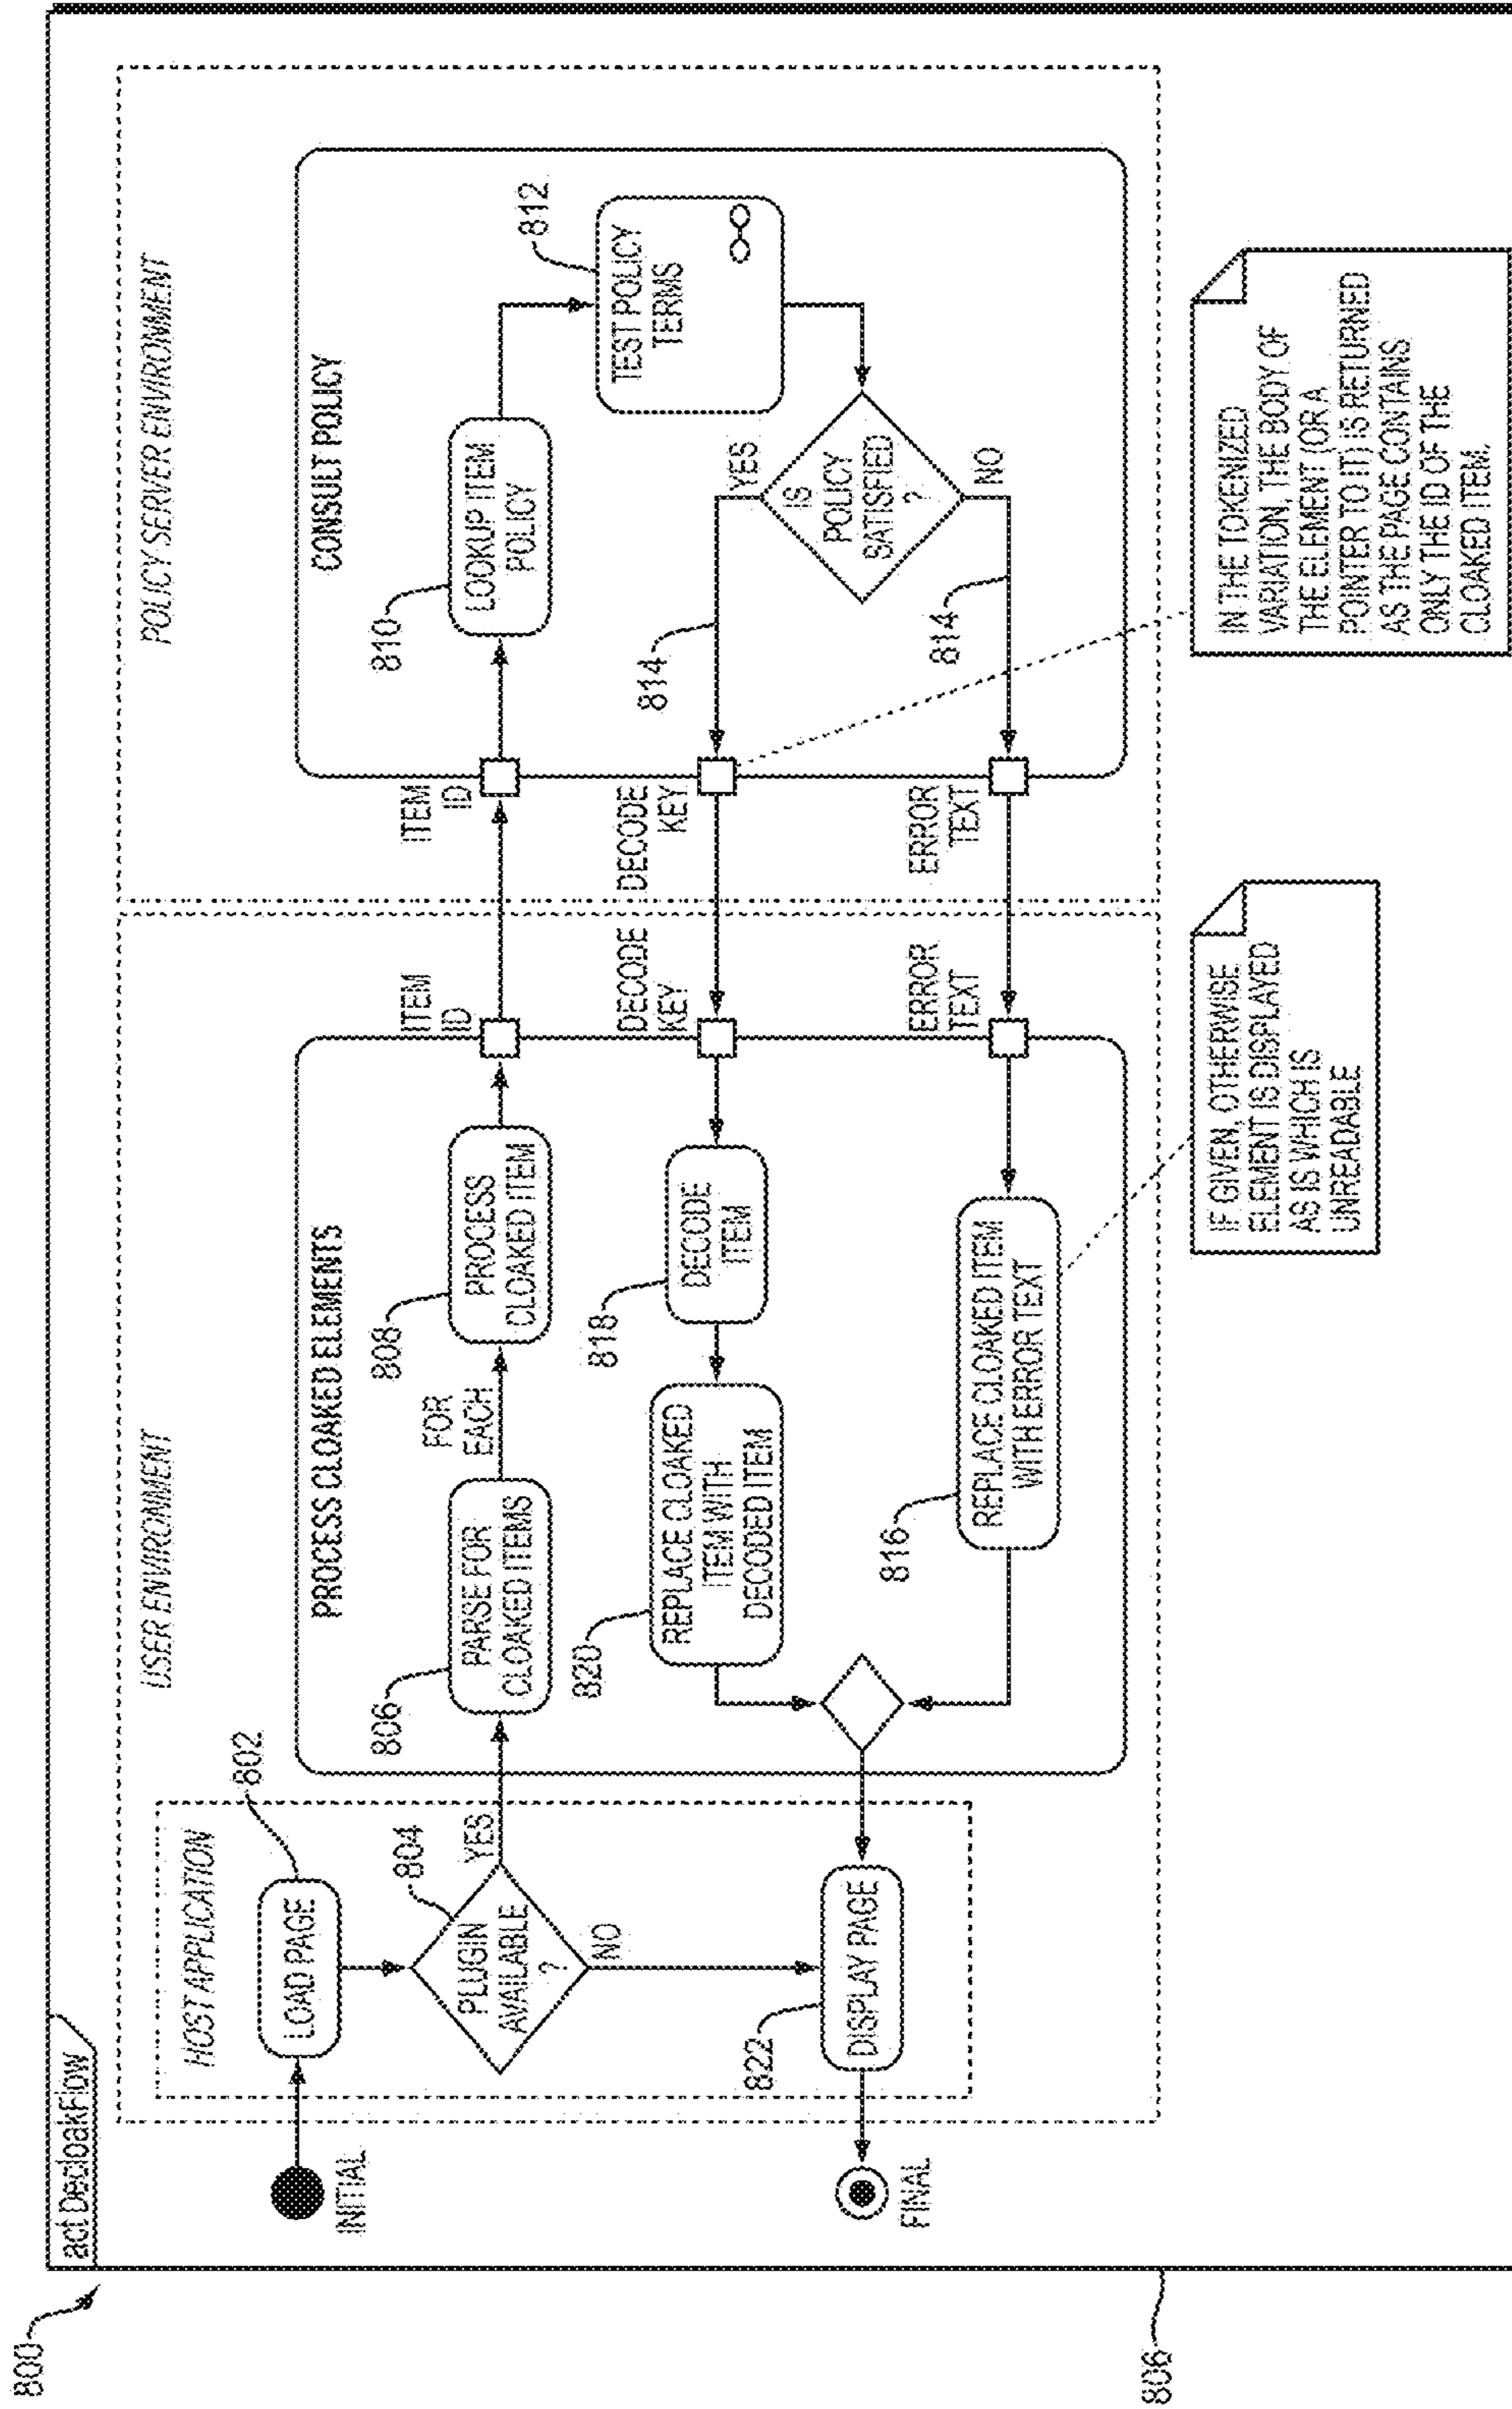 800
act DecloakFlow
USER ENVIRONMENT
POLICY SERVER ENVIRONMENT
HOST APPLICATION
INITIAL
LOAD PAGE
802
PLUGIN
AVAILABLE
?
804
YES
NO
DISPLAY PAGE
822
FINAL
PROCESS CLOAKED ELEMENTS
806
PARSE FOR
CLOAKED ITEMS
FOR
EACH
808
PROCESS
CLOAKED ITEM
ITEM
ID
820
REPLACE CLOAKED
ITEM WITH
DECODED ITEM
818
DECODE
ITEM
DECODE
KEY
816
REPLACE CLOAKED ITEM
WITH ERROR TEXT
ERROR
TEXT
CONSULT POLICY
ITEM
ID
810
LOOKUP ITEM
POLICY
812
TEST POLICY
TERMS
DECODE
KEY
814
YES
IS
POLICY
SATISFIED
?
NO
814
ERROR
TEXT
IF GIVEN, OTHERWISE
ELEMENT IS DISPLAYED
AS IS WHICH IS
UNREADABLE
IN THE TOKENIZED
VARIATION, THE BODY OF
THE ELEMENT (OR A
POINTER TO IT) IS RETURNED
AS THE PAGE CONTAINS
ONLY THE ID OF THE
CLOAKED ITEM.
806